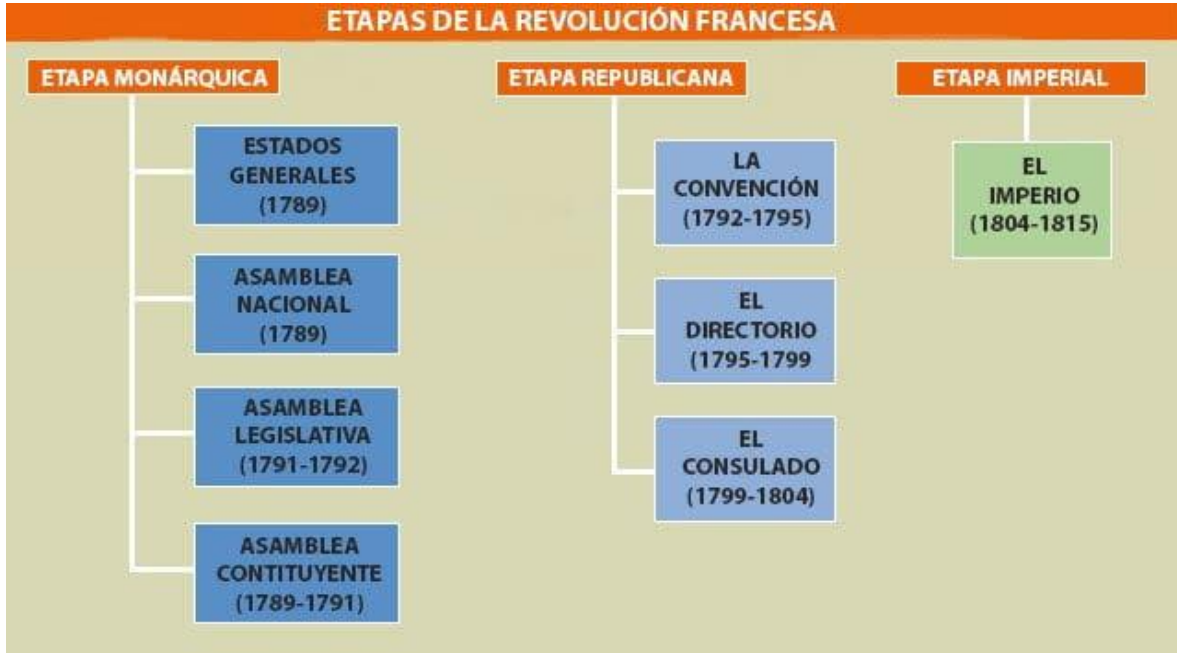 ETAPAS DE LA REVOLUCIÓN FRANCESA
ETAPA MONÁRQUICA
ESTADOS
GENERALES
(1789)
ASAMBLEA
NACIONAL
(1789)
ASAMBLEA
LEGISLATIVA
(1791-1792)
ASAMBLEA
CONTITUYENTE
(1789-1791)
ETAPA REPUBLICANA
LA
CONVENCIÓN
(1792-1795)
EL
DIRECTORIO
(1795-1799
EL
CONSULADO
(1799-1804)
ETAPA IMPERIAL
EL
IMPERIO
(1804-1815)